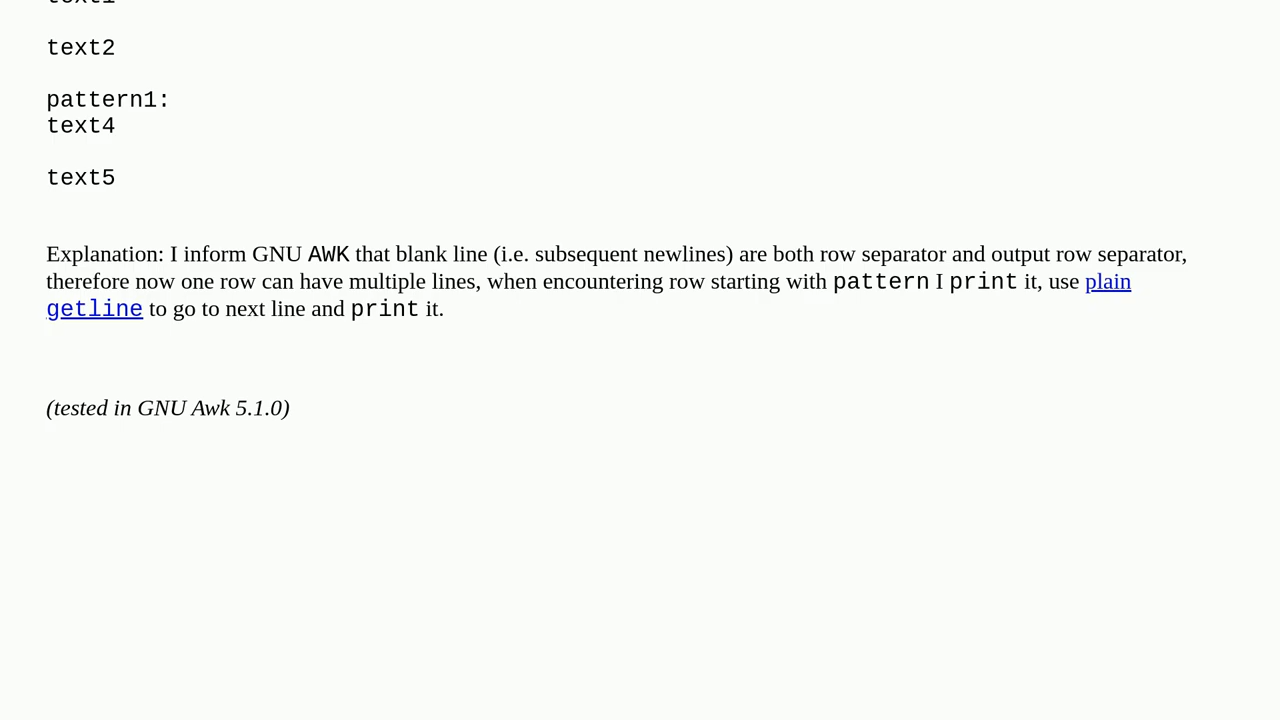 text1
text2
pattern1:
text4
text5
Explanation: I inform GNU AWK that blank line (i.e. subsequent newlines) are both row separator and output row separator,
therefore now one row can have multiple lines, when encountering row starting with pattern I print it, use plain
getline to go to next line and print it.
(tested in GNU Awk 5.1.0)